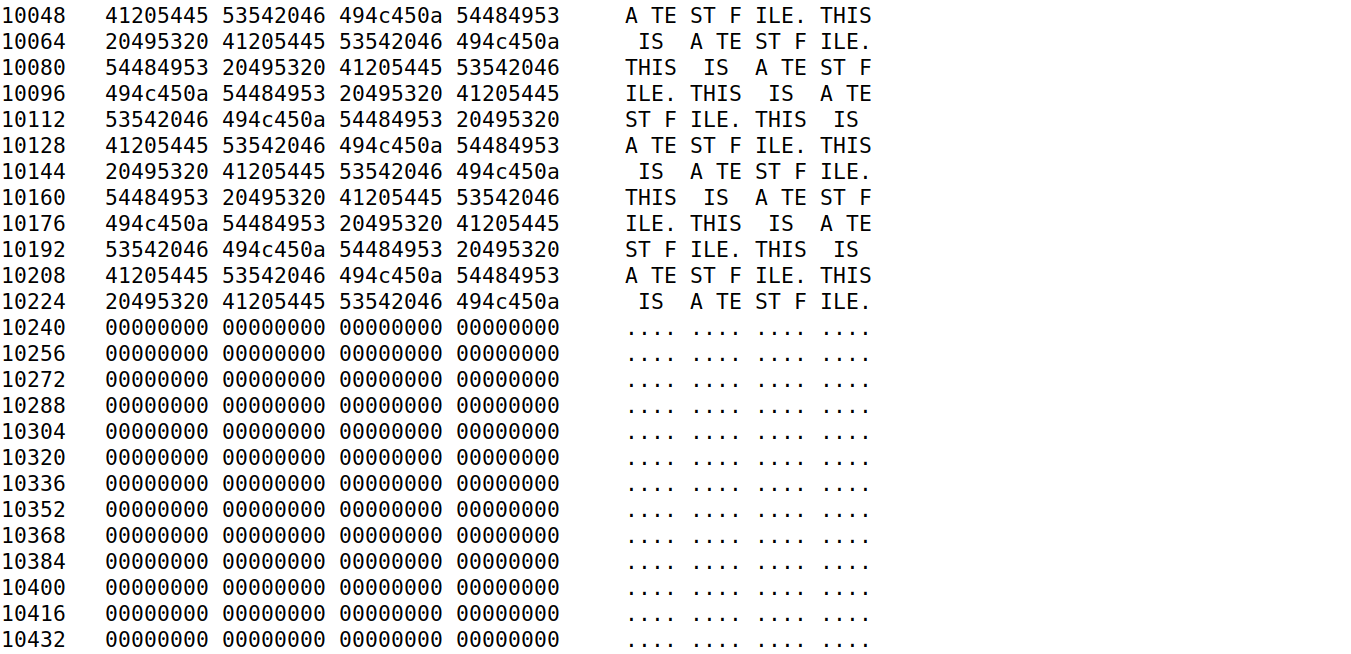 10048   41205445 53542046 494c450a 54484953     A TE ST F ILE. THIS
10064   20495320 41205445 53542046 494c450a      IS  A TE ST F ILE.
10080   54484953 20495320 41205445 53542046     THIS  IS  A TE ST F
10096   494c450a 54484953 20495320 41205445     ILE. THIS  IS  A TE
10112   53542046 494c450a 54484953 20495320     ST F ILE. THIS  IS
10128   41205445 53542046 494c450a 54484953     A TE ST F ILE. THIS
10144   20495320 41205445 53542046 494c450a      IS  A TE ST F ILE.
10160   54484953 20495320 41205445 53542046     THIS  IS  A TE ST F
10176   494c450a 54484953 20495320 41205445     ILE. THIS  IS  A TE
10192   53542046 494c450a 54484953 20495320     ST F ILE. THIS  IS
10208   41205445 53542046 494c450a 54484953     A TE ST F ILE. THIS
10224   20495320 41205445 53542046 494c450a      IS  A TE ST F ILE.
10240   00000000 00000000 00000000 00000000     .... .... .... ....
10256   00000000 00000000 00000000 00000000     .... .... .... ....
10272   00000000 00000000 00000000 00000000     .... .... .... ....
10288   00000000 00000000 00000000 00000000     .... .... .... ....
10304   00000000 00000000 00000000 00000000     .... .... .... ....
10320   00000000 00000000 00000000 00000000     .... .... .... ....
10336   00000000 00000000 00000000 00000000     .... .... .... ....
10352   00000000 00000000 00000000 00000000     .... .... .... ....
10368   00000000 00000000 00000000 00000000     .... .... .... ....
10384   00000000 00000000 00000000 00000000     .... .... .... ....
10400   00000000 00000000 00000000 00000000     .... .... .... ....
10416   00000000 00000000 00000000 00000000     .... .... .... ....
10432   00000000 00000000 00000000 00000000     .... .... .... ....